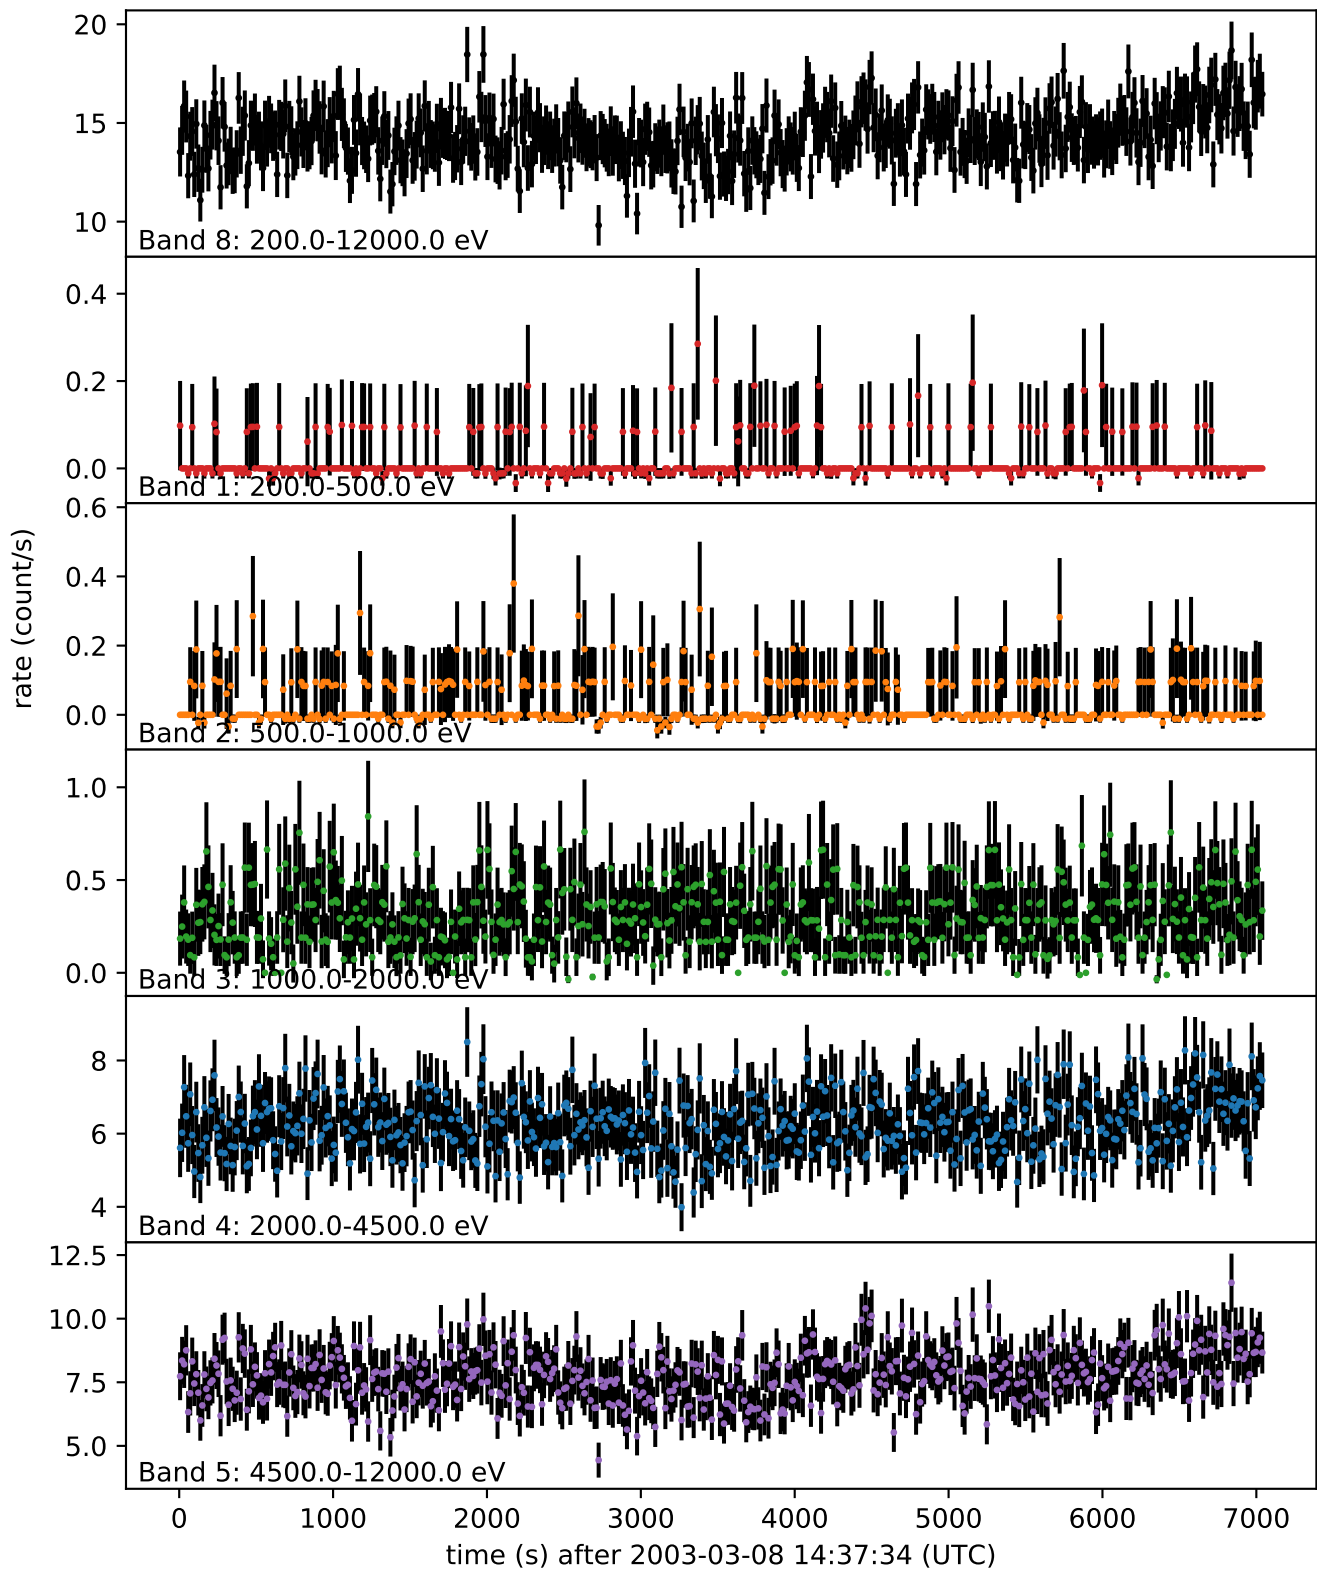 20
15
10
Band 8: 200.0-12000.0 eV
0.4
0.2
0.0
Band 1: 200.0-500.0 eV
0.6
0.4
0.2
0.0
Band 2: 500.0-1000.0 eV
rate (count/s)
1.0
0.5
0.0
Band 3: 1000.0-2000.0 eV
8
6
4
Band 4: 2000.0-4500.0 eV
12.5
10.0
7.5
5.0
Band 5: 4500.0-12000.0 eV
0 1000 2000 3000 4000 5000 6000 7000
time (s) after 2003-03-08 14:37:34 (UTC)